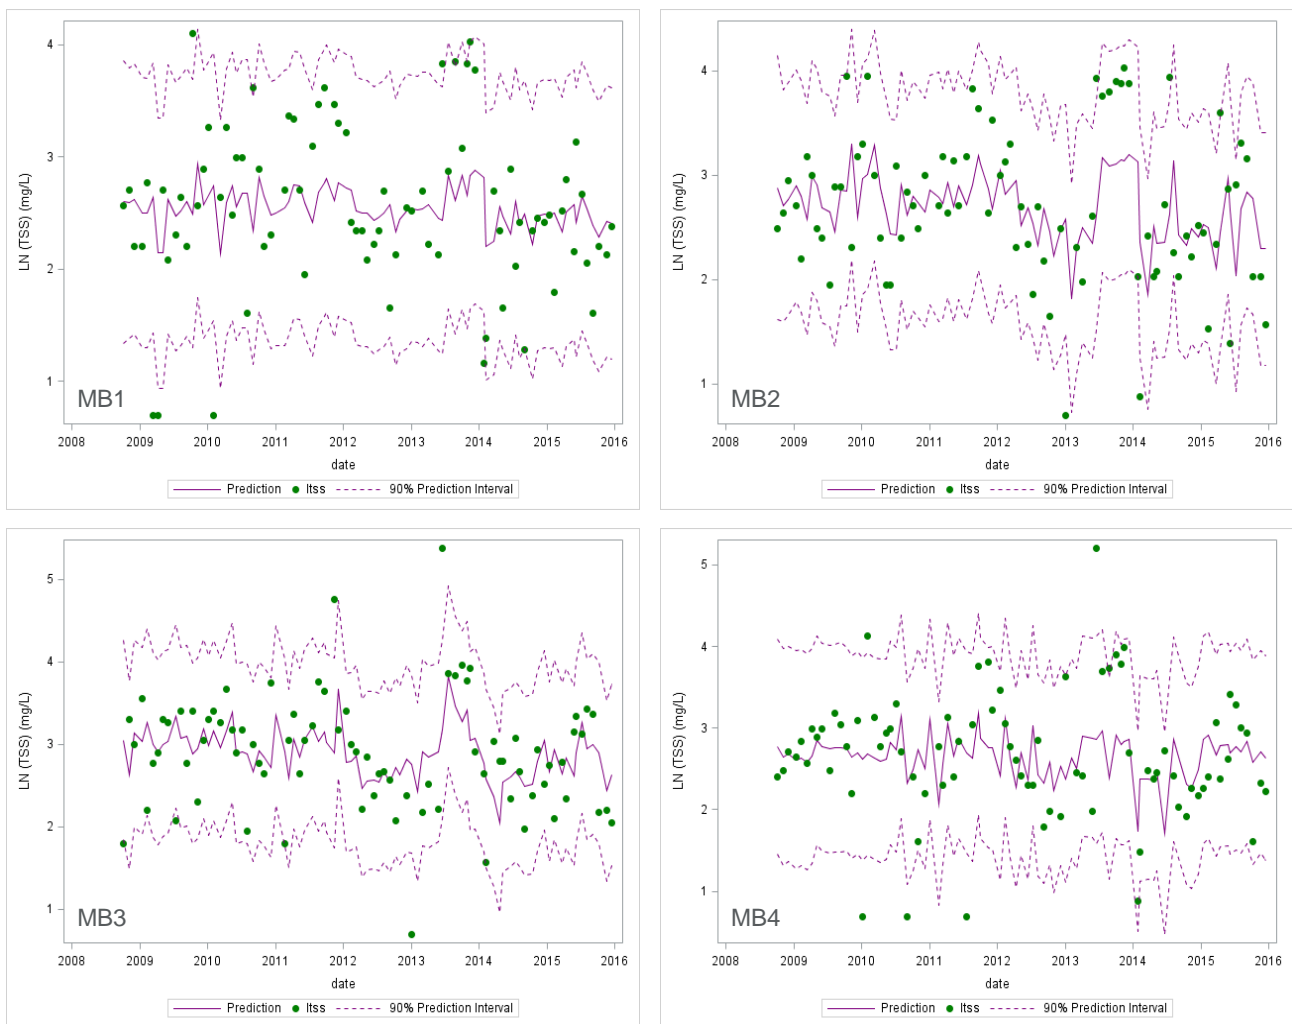 LN (TSS) (mg/L)
4
3
2
1
MB1
2008 2009 2010 2011 2012 2013 2014 2015 2016
date
Prediction ltss 90% Prediction Interval
LN (TSS) (mg/L)
4
3
2
1
MB2
2008 2009 2010 2011 2012 2013 2014 2015 2016
date
Prediction ltss 90% Prediction Interval
LN (TSS) (mg/L)
5
4
3
2
1
MB3
2008 2009 2010 2011 2012 2013 2014 2015 2016
date
Prediction ltss 90% Prediction Interval
LN (TSS) (mg/L)
5
4
3
2
1
MB4
2008 2009 2010 2011 2012 2013 2014 2015 2016
date
Prediction ltss 90% Prediction Interval